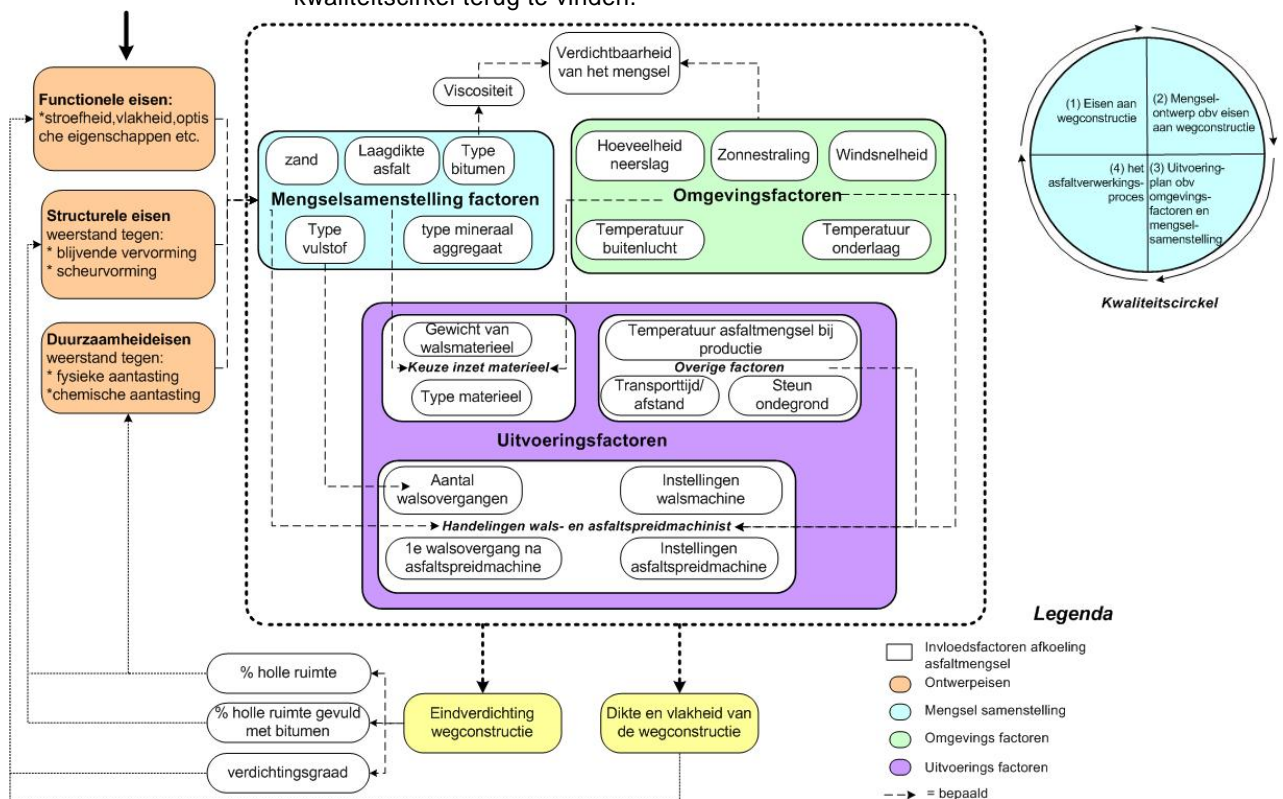 kwaliteitscirkel terug te vinden.
Functionele eisen:
*stroefheid,vlakheid,optis
che eigenschappen etc.
Structurele eisen
weerstand tegen:
* blijvende vervorming
* scheurvorming
Duurzaamheideisen
weerstand tegen:
* fysieke aantasting
*chemische aantasting
Verdichtbaarheid
van het mengsel
Viscositeit
zand
Laagdikte
asfalt
Type
bitumen
Mengselsamenstelling factoren
Type
vulstof
type mineraal
aggregaat
Hoeveelheid
neerslag
Zonnestraling
Windsnelheid
Omgevingsfactoren
Temperatuur
buitenlucht
Temperatuur
onderlaag
Gewicht van
walsmaterieel
Keuze inzet materieel
Type materieel
Temperatuur asfaltmengsel bij
productie
Overige factoren
Transporttijd/
afstand
Steun
ondegrond
Uitvoeringsfactoren
Aantal
walsovergangen
Instellingen
walsmachine
Handelingen wals- en asfaltspreidmachinist
1e walsovergang na
asfaltspreidmachine
Instellingen
asfaltspreidmachine
% holle ruimte
% holle ruimte gevuld
met bitumen
verdichtingsgraad
Eindverdichting
wegconstructie
Dikte en vlakheid van
de wegconstructie
(1) Eisen aan
wegconstructie
(2) Mengsel-
ontwerp obv eisen
aan wegconstructie
(4) het
asfaltverwerkings-
proces
(3) Uitvoering-
plan obv
omgevings-
factoren en
mengsel-
samenstelling
Kwaliteitscirckel
Legenda
Invloedsfactoren afkoeling
asfaltmengsel
Ontwerpeisen
Mengsel samenstelling
Omgevings factoren
Uitvoerings factoren
= bepaald